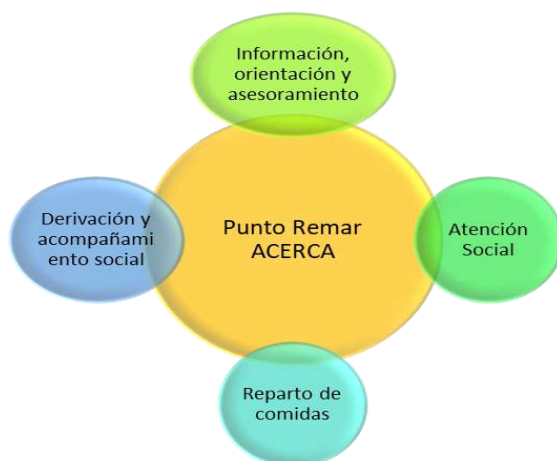 Información,
orientación y
asesoramiento
Derivación y
acompañami
ento social
Punto Remar
ACERCA
Atención
Social
Reparto de
comidas